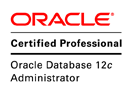 ORACLE
Certified Professional
Oracle Database 12c
Administrator